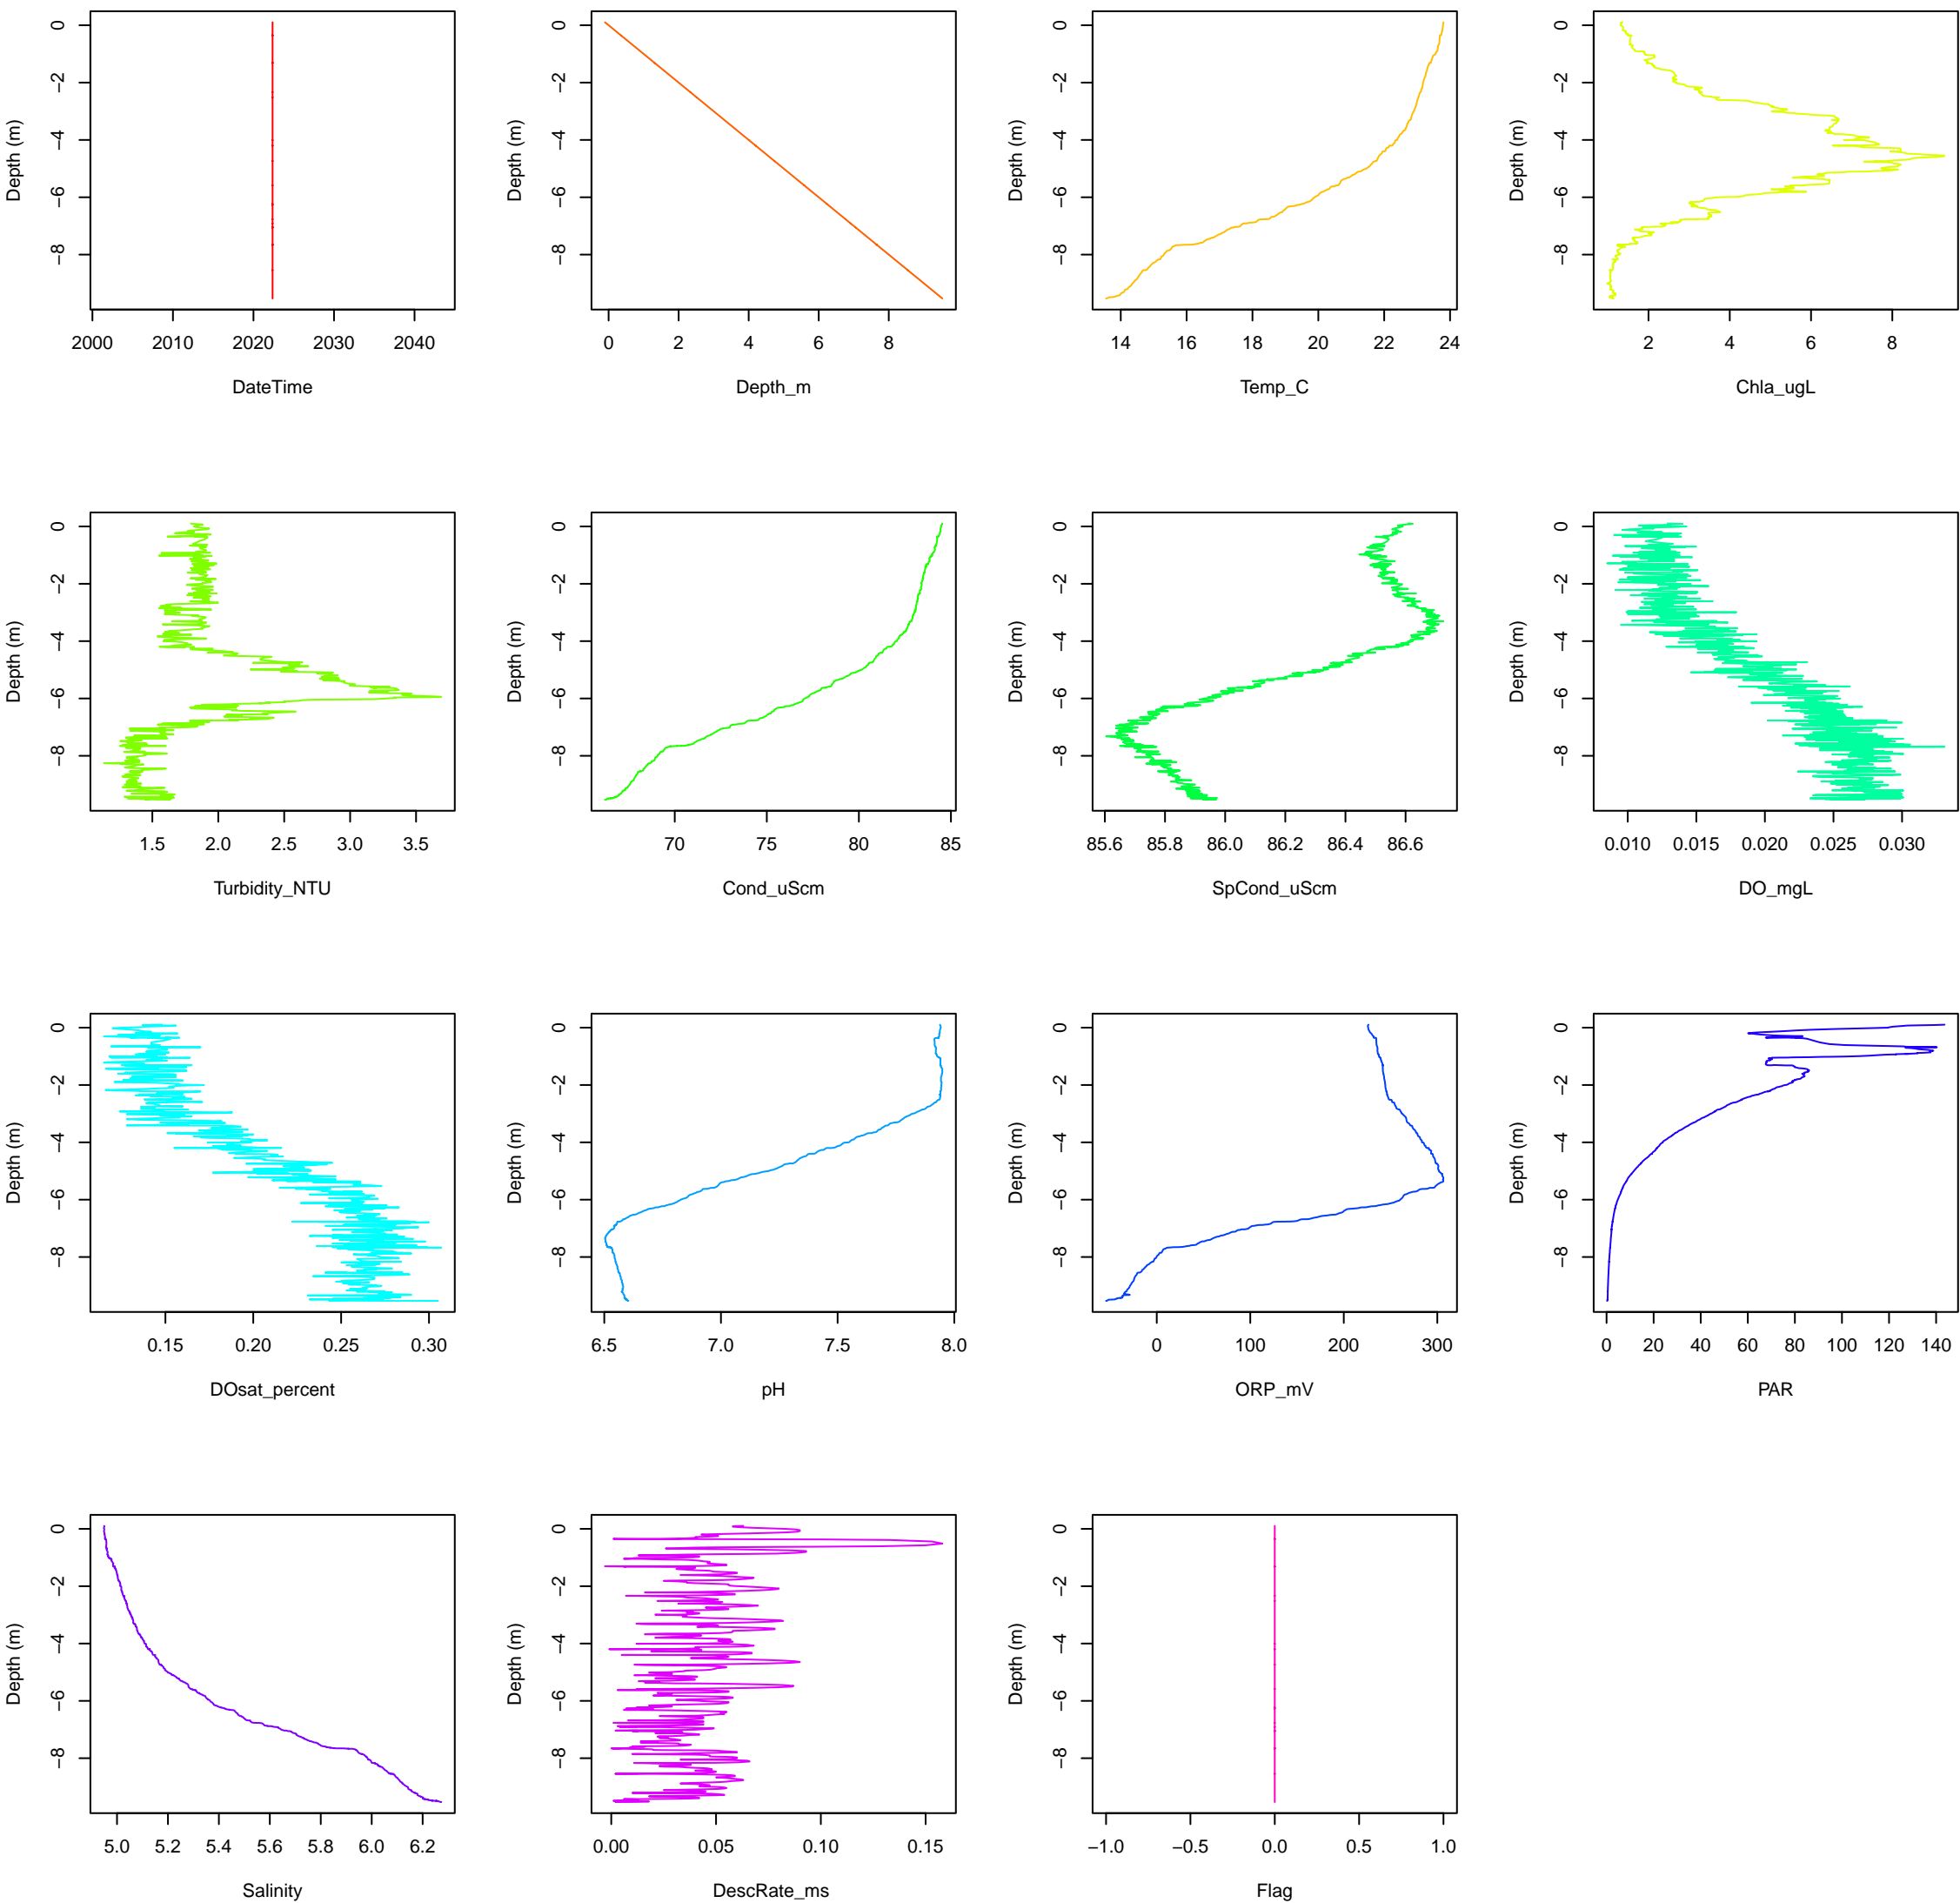 0 −2 −4 −6 −8
Depth (m)
2000 2010 2020 2030 2040
DateTime
0 −2 −4 −6 −8
Depth (m)
0 2 4 6 8
Depth_m
0 −2 −4 −6 −8
Depth (m)
14 16 18 20 22 24
Temp_C
0 −2 −4 −6 −8
Depth (m)
2 4 6 8
Chla_ugL
0 −2 −4 −6 −8
Depth (m)
1.5 2.0 2.5 3.0 3.5
Turbidity_NTU
0 −2 −4 −6 −8
Depth (m)
70 75 80 85
Cond_uScm
0 −2 −4 −6 −8
Depth (m)
85.6 85.8 86.0 86.2 86.4 86.6
SpCond_uScm
0 −2 −4 −6 −8
Depth (m)
0.010 0.015 0.020 0.025 0.030
DO_mgL
0 −2 −4 −6 −8
Depth (m)
0.15 0.20 0.25 0.30
DOsat_percent
0 −2 −4 −6 −8
Depth (m)
6.5 7.0 7.5 8.0
pH
0 −2 −4 −6 −8
Depth (m)
0 100 200 300
ORP_mV
0 −2 −4 −6 −8
Depth (m)
0 20 40 60 80 100 120 140
PAR
0 −2 −4 −6 −8
Depth (m)
5.0 5.2 5.4 5.6 5.8 6.0 6.2
Salinity
0 −2 −4 −6 −8
Depth (m)
0.00 0.05 0.10 0.15
DescRate_ms
0 −2 −4 −6 −8
Depth (m)
−1.0 −0.5 0.0 0.5 1.0
Flag